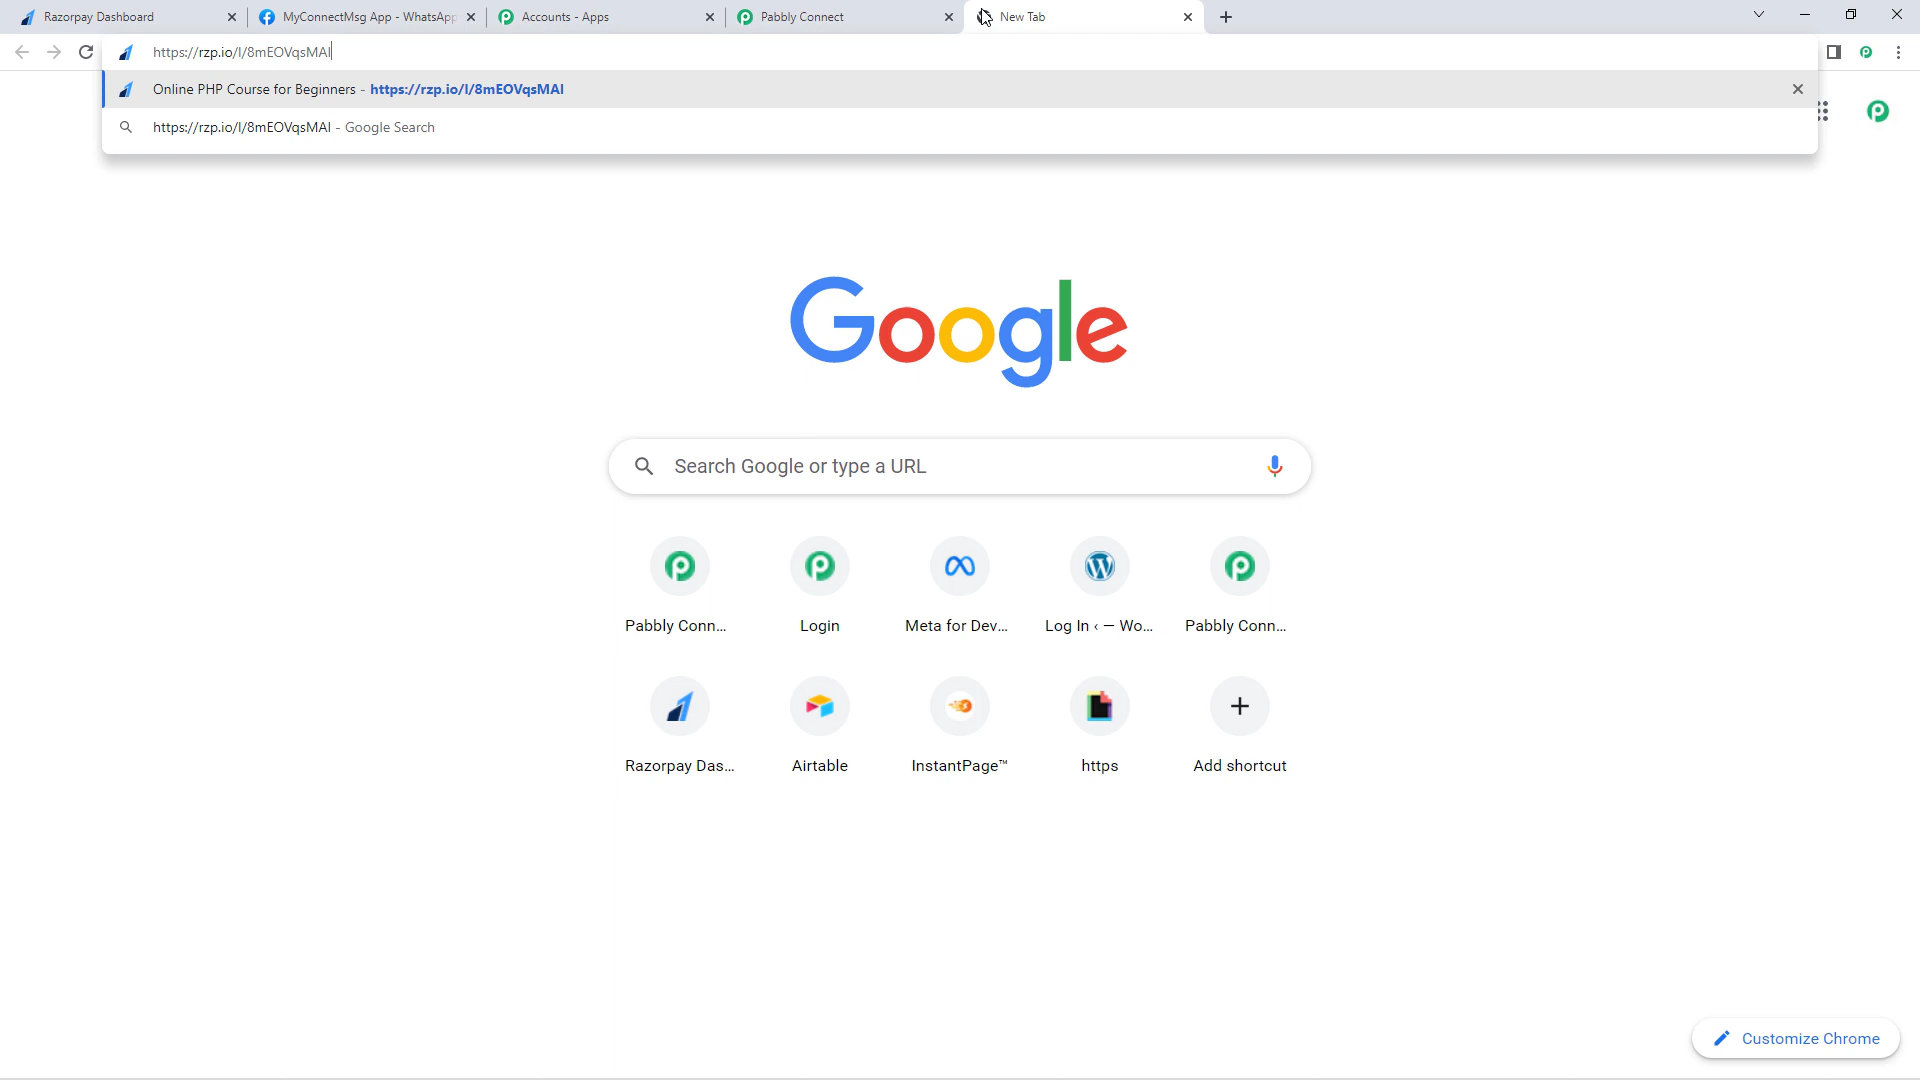 Razorpay Dashboard
MyConnectMsg App - WhatsApp
Accounts - Apps
Pabbly Connect
New Tab
https://rzp.io/l/8mEOVqsMAI
Online PHP Course for Beginners - https://rzp.io/l/8mEOVqsMAI
https://rzp.io/l/8mEOVqsMAI - Google Search
Google
Search Google or type a URL
Pabbly Conn...
Login
Meta for Dev...
Log In ‹ — Wo...
Pabbly Conn...
Razorpay Das...
Airtable
InstantPage™
https
Add shortcut
Customize Chrome